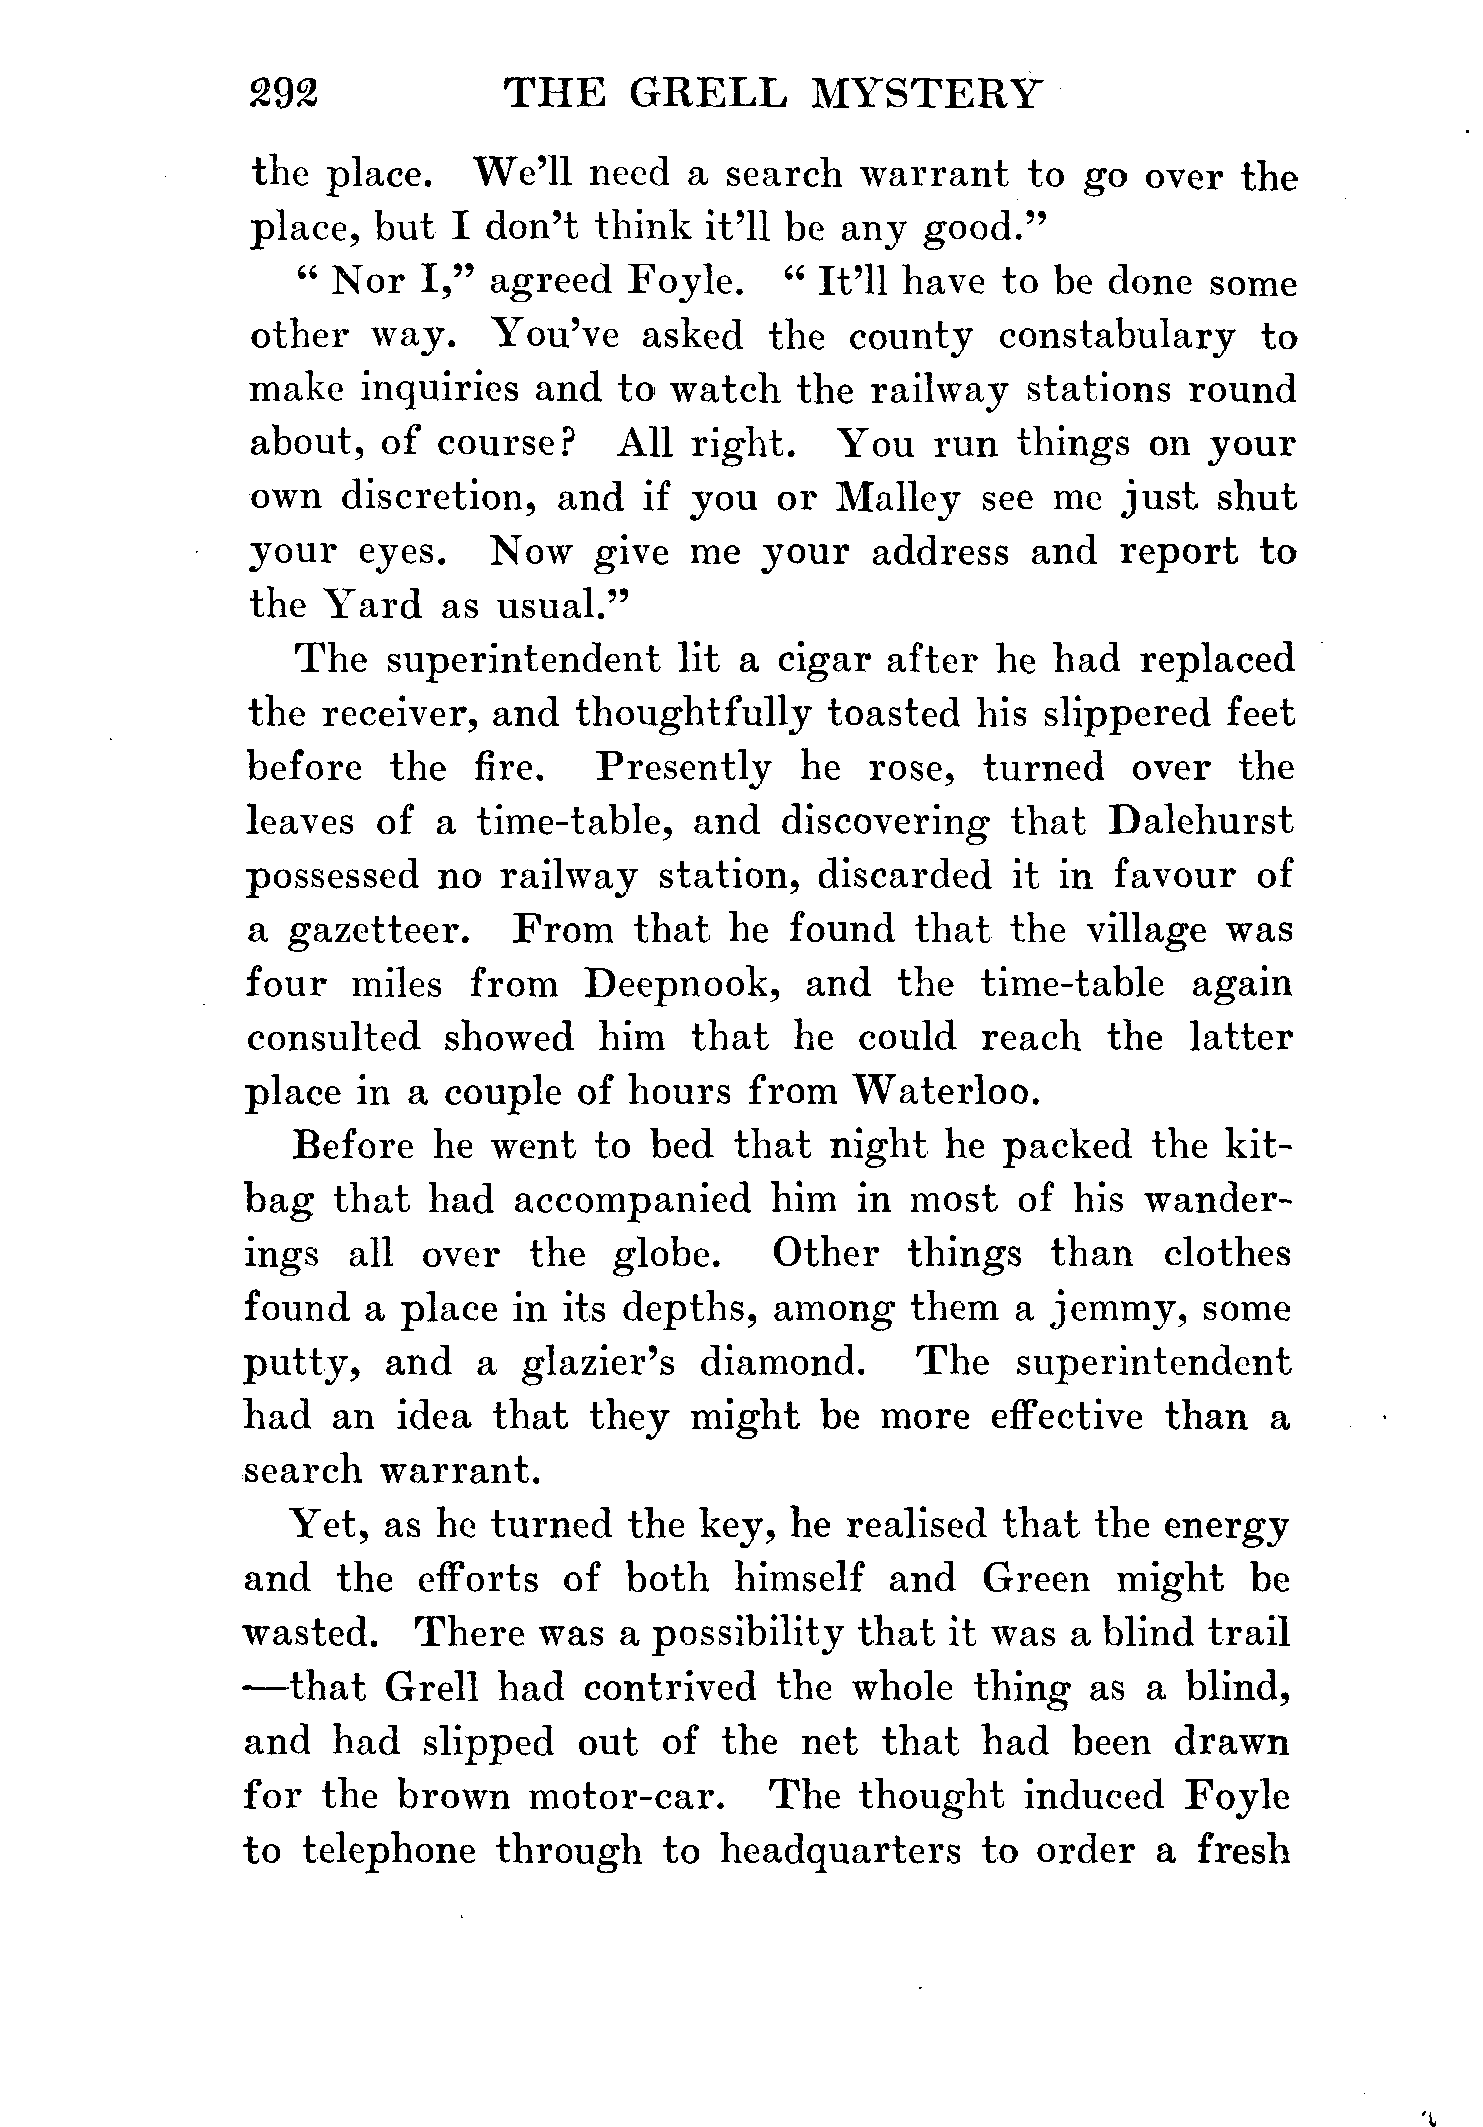 292 THE GRELL MYSTERY
the place. We'll need a search warrant to go over the
place, but I don't think it'll be any good."
" Nor I," agreed Foyle. " It'll have to be done some
other way. You've asked the county constabulary to
make inquiries and to watch the railway stations round
about, of course? All right. You run things on your
own discretion, and if you or Malley see me just shut
your eyes. Now give me your address and report to
the Yard as usual."
The superintendent lit a cigar after he had replaced
the receiver, and thoughtfully toasted his slippered feet
before the fire. Presently he rose, turned over the
leaves of a time-table, and discovering that Dalehurst
possessed no railway station, discarded it in favour of
a gazetteer. From that he found that the village was
four miles from Deepnook, and the time-table again
consulted showed him that he could reach the latter
place in a couple of hours from Waterloo.
Before he went to bed that night he packed the kit-
bag that had accompanied him in most of his wander-
ings all over the globe. Other things than clothes
found a place in its depths, among them a jemmy, some
putty, and a glazier's diamond. The superintendent
had an idea that they might be more effective than a
search warrant.
Yet, as he turned the key, he realised that the energy
and the efforts of both himself and Green might be
wasted. There was a possibility that it was a blind trail
—that Grell had contrived the whole thing as a blind,
and had slipped out of the net that had been drawn
for the brown motor-car. The thought induced Foyle
to telephone through to headquarters to order a fresh